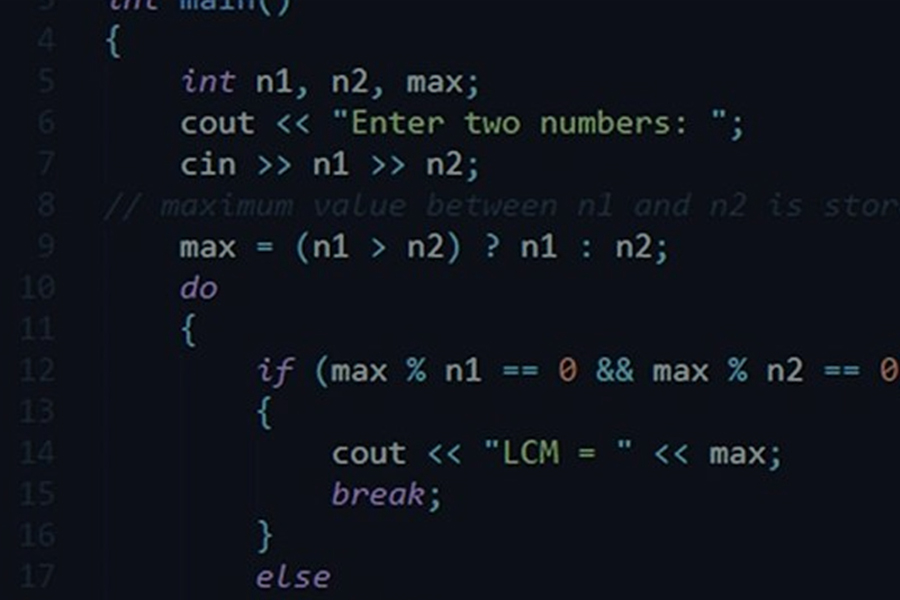 3 int main()
4 {
5 int n1, n2, max;
6 cout << "Enter two numbers: ";
7 cin >> n1 >> n2;
8 // maximum value between n1 and n2 is stor
9 max = (n1 > n2) ? n1 : n2;
10 do
11 {
12 if (max % n1 == 0 && max % n2 == 0
13 {
14 cout << "LCM = " << max;
15 break;
16 }
17 else